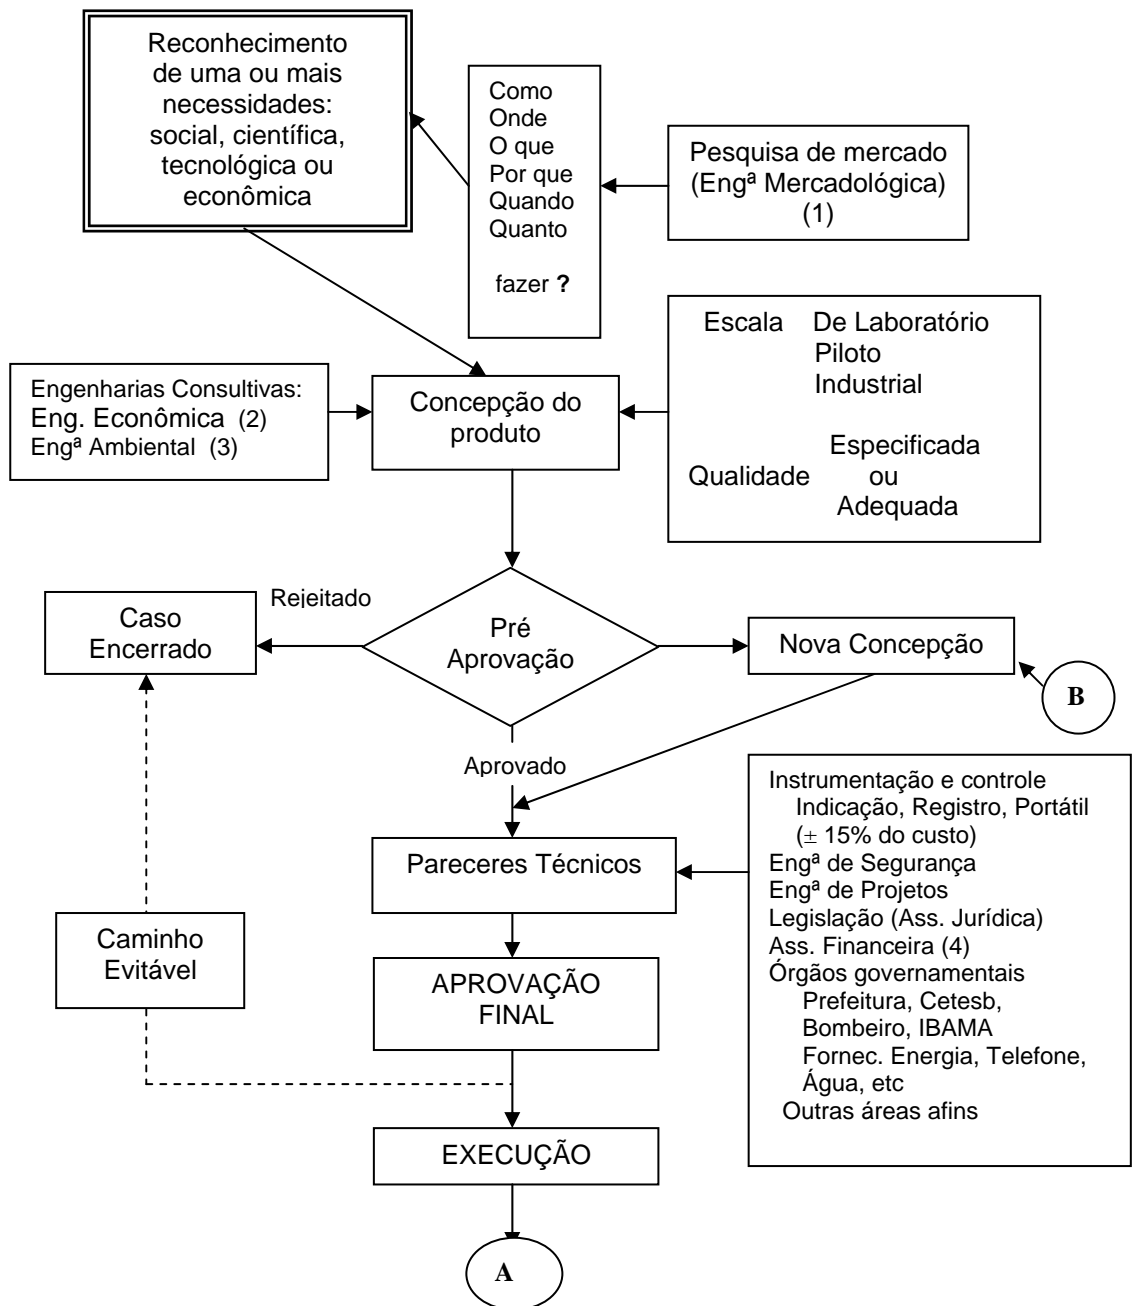 Reconhecimento
de uma ou mais
necessidades:
social, científica,
tecnológica ou
econômica
Como
Onde
O que
Por que
Quando
Quanto
fazer ?
Pesquisa de mercado
(Engª Mercadológica)
(1)
Escala De Laboratório
Piloto
Industrial
Especificada
Qualidade ou
Adequada
Engenharias Consultivas:
Eng. Econômica (2)
Engª Ambiental (3)
Concepção do
produto
Rejeitado
Caso
Encerrado
Pré
Aprovação
Nova Concepção
B
Aprovado
Instrumentação e controle
Indicação, Registro, Portátil
(± 15% do custo)
Engª de Segurança
Engª de Projetos
Legislação (Ass. Jurídica)
Ass. Financeira (4)
Órgãos governamentais
Prefeitura, Cetesb,
Bombeiro, IBAMA
Fornec. Energia, Telefone,
Água, etc
Outras áreas afins
Pareceres Técnicos
Caminho
Evitável
APROVAÇÃO
FINAL
EXECUÇÃO
A